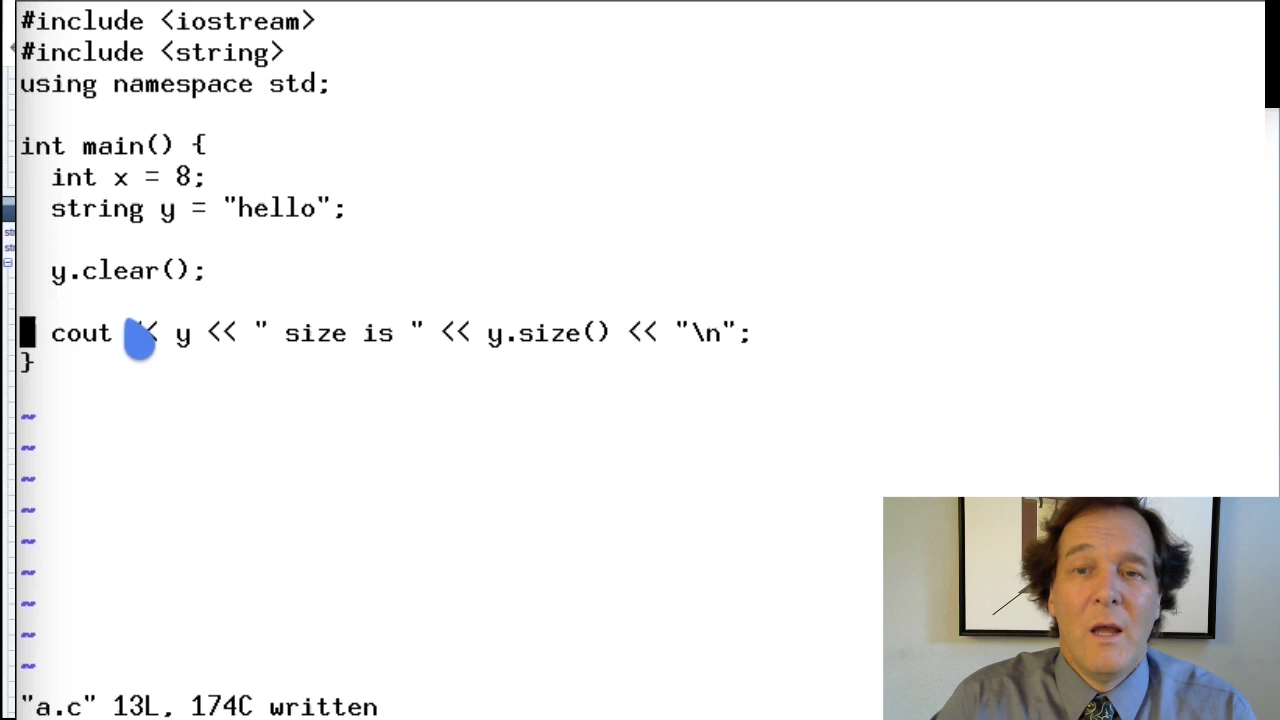 #include <iostream>
#include <string>
using namespace std;
int main() {
int x = 8;
string y = "hello";
y.clear();
cout << y << " size is " << y.size() << "\n";
}
~
~
~
~
~
~
~
~
~
"a.c" 13L, 174C written